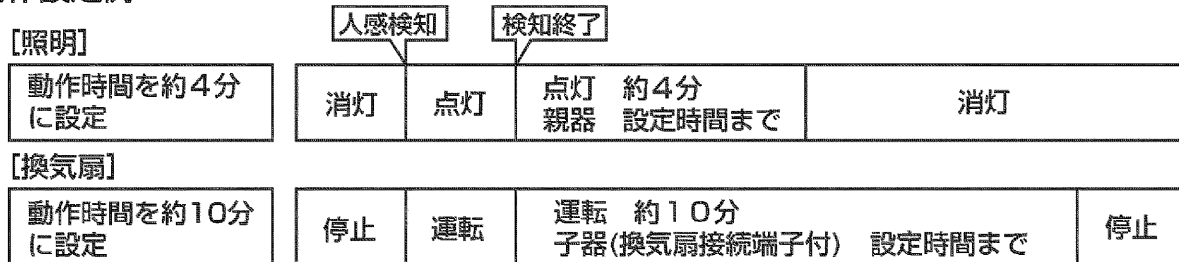 人感検知 検知終了
[照明]
動作時間を約4分
に設定
消灯 点灯 点灯 約4分
親器 設定時間まで 消灯
[換気扇]
動作時間を約10分
に設定
停止 運転 運転 約10分
子器(換気扇接続端子付) 設定時間まで 停止